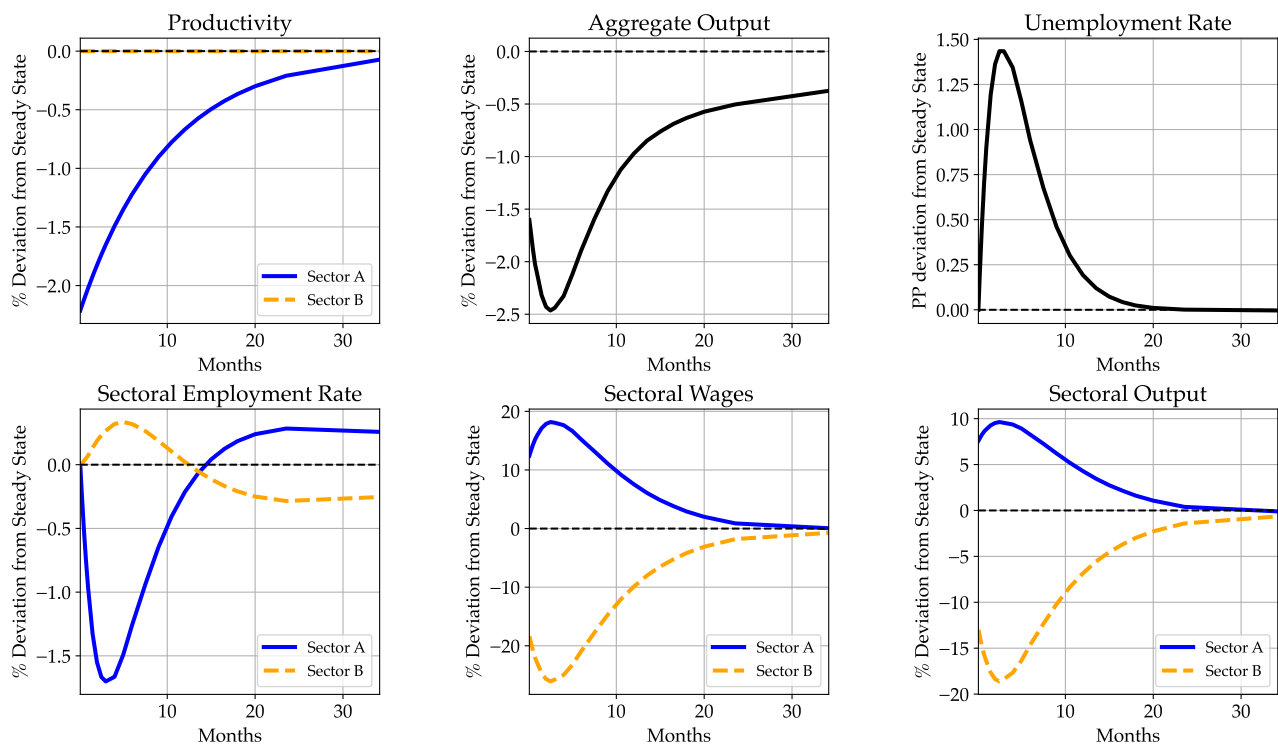 Productivity
% Deviation from Steady State
0.0
−0.5
−1.0
−1.5
−2.0
Sector A
Sector B
10
20
30
Months
Aggregate Output
% Deviation from Steady State
0.0
−0.5
−1.0
−1.5
−2.0
−2.5
10
20
30
Months
Unemployment Rate
PP deviation from Steady State
1.50
1.25
1.00
0.75
0.50
0.25
0.00
10
20
30
Months
Sectoral Employment Rate
% Deviation from Steady State
0.0
−0.5
−1.0
−1.5
Sector A
Sector B
10
20
30
Months
Sectoral Wages
% Deviation from Steady State
20
10
0
−10
−20
Sector A
Sector B
10
20
30
Months
Sectoral Output
% Deviation from Steady State
10
5
0
−5
−10
−15
−20
Sector A
Sector B
10
20
30
Months